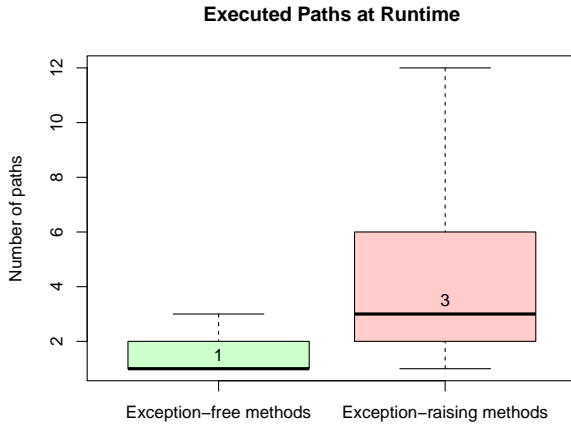 Executed Paths at Runtime
Number of paths
12
10
8
6
4
2
3
1
Exception−free methods
Exception−raising methods